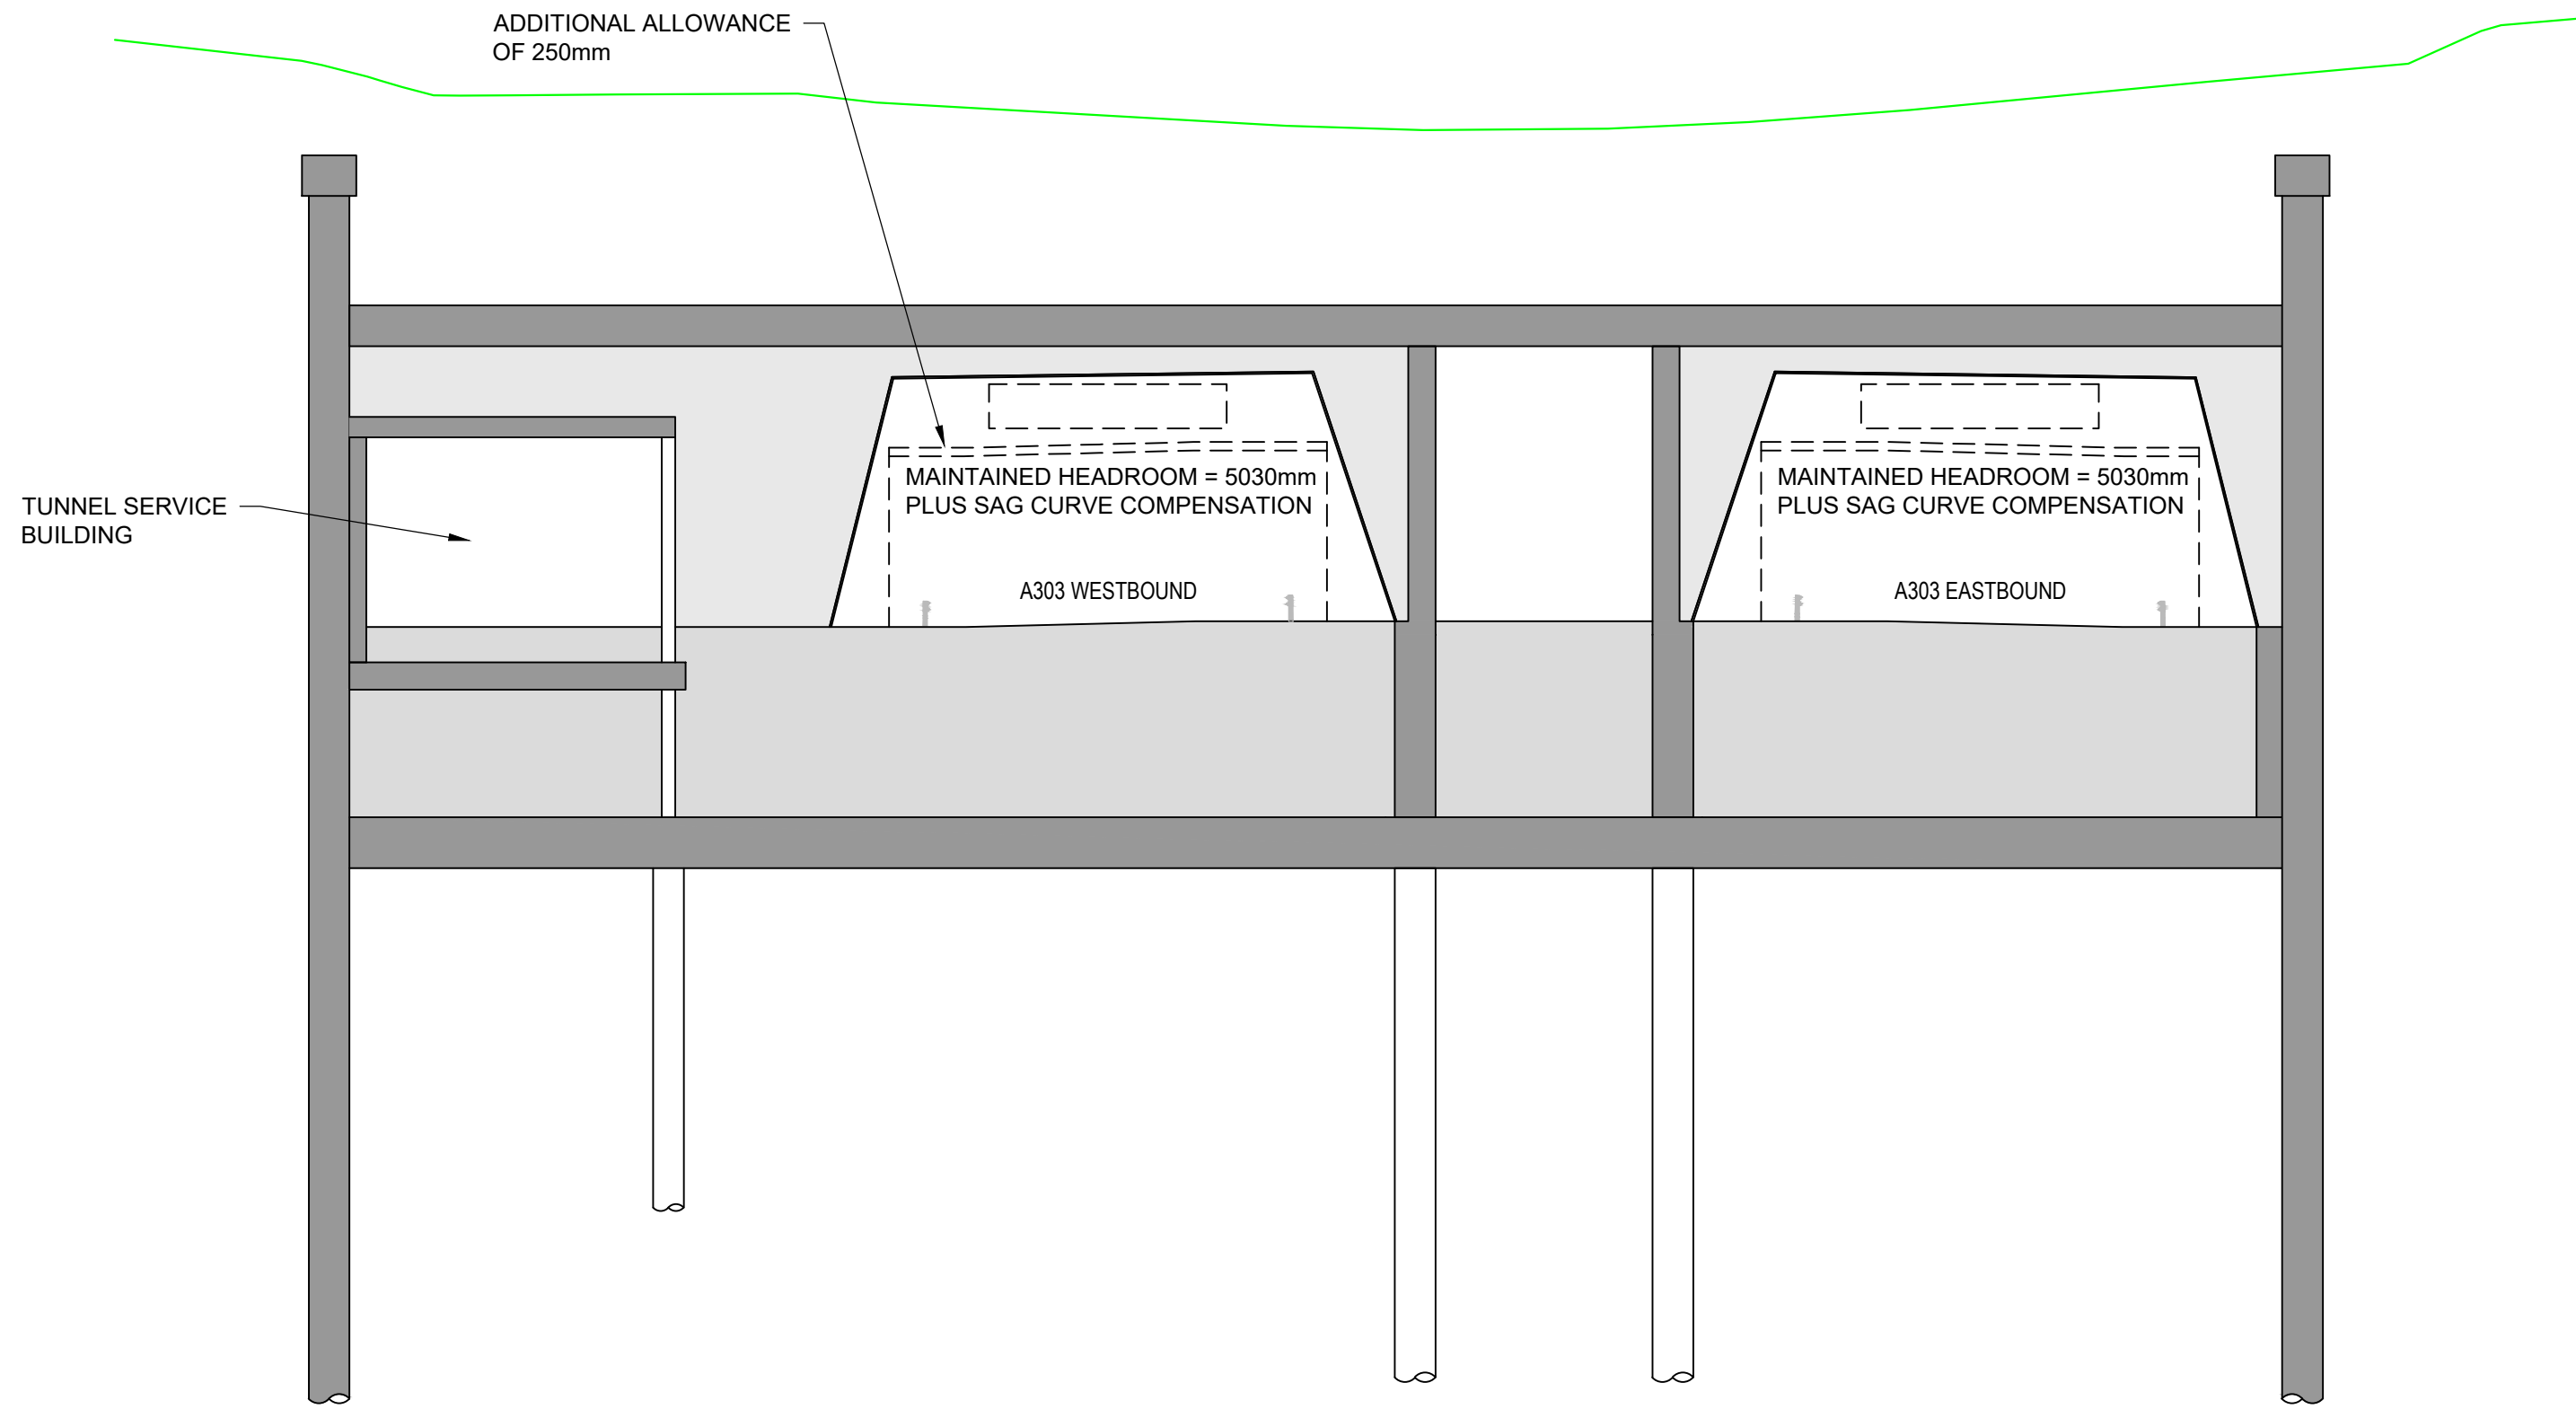 ADDITIONAL ALLOWANCE
OF 250mm
TUNNEL SERVICE
BUILDING
MAINTAINED HEADROOM = 5030mm
PLUS SAG CURVE COMPENSATION
A303 WESTBOUND
MAINTAINED HEADROOM = 5030mm
PLUS SAG CURVE COMPENSATION
A303 EASTBOUND